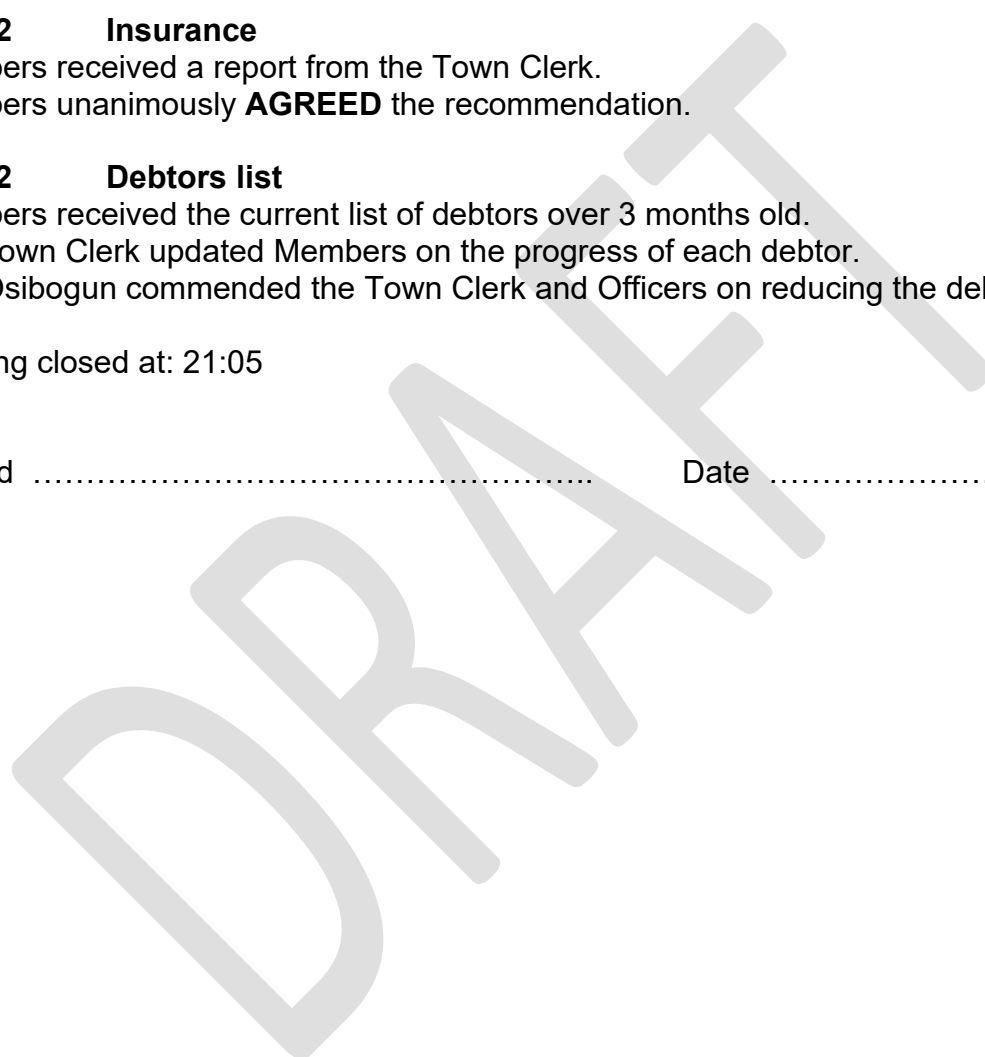 2 Insurance
bers received a report from the Town Clerk.
bers unanimously AGREED the recommendation.
2 Debtors list
bers received the current list of debtors over 3 months old.
own Clerk updated Members on the progress of each debtor.
Osibogun commended the Town Clerk and Officers on reducing the de
ng closed at: 21:05
d ……………………………………………….. Date …………………
DRAFT